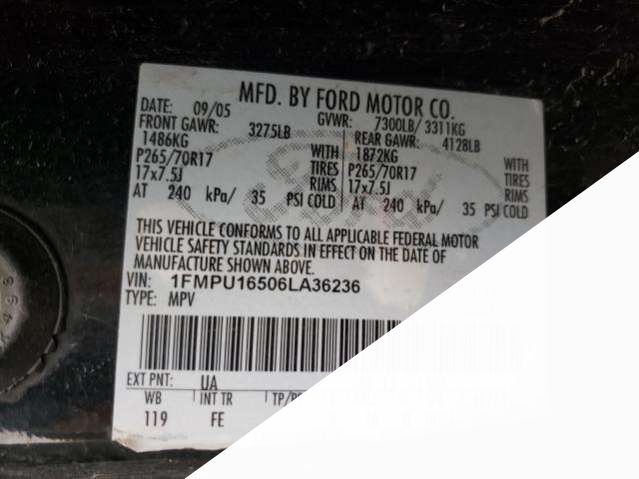 MFD. BY FORD MOTOR CO.
DATE: 09/05 GVWR: 7300LB/ 3311KG
FRONT GAWR: 3275LB REAR GAWR: 4128LB
1486KG WITH 1872KG WITH
P265/70R17 TIRES P265/70R17 TIRES
17x7.5J RIMS 17x7.5J RIMS
AT 240 kPa/ 35 PSI COLD AT 240 kPa/ 35 PSI COLD
THIS VEHICLE CONFORMS TO ALL APPLICABLE FEDERAL MOTOR
VEHICLE SAFETY STANDARDS IN EFFECT ON THE DATE OF
MANUFACTURE SHOWN ABOVE.
VIN: 1FMPU16506LA36236
TYPE: MPV
EXT PNT: UA
WB INT TR
119 FE